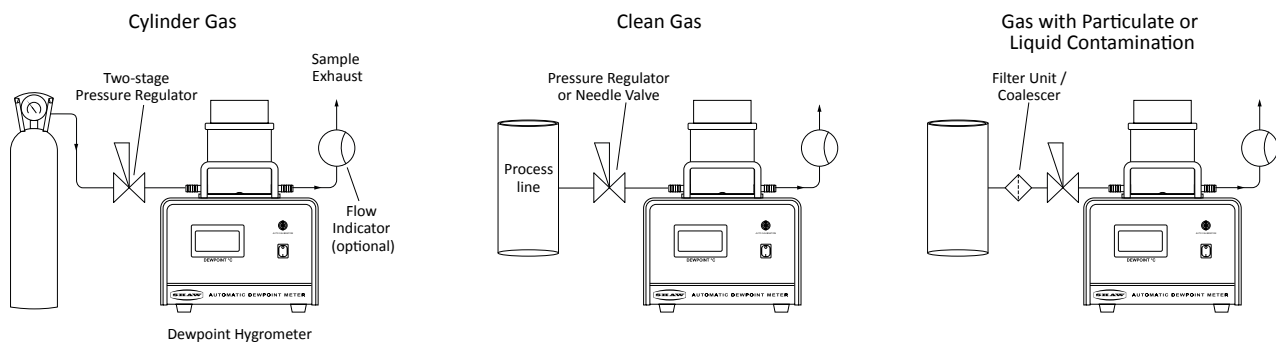 Cylinder Gas
Two-stage
Pressure Regulator
Sample
Exhaust
Flow
Indicator
(optional)
DEWPOINT °C
SHAW AUTOMATIC DEWPOINT METER
Dewpoint Hygrometer
Clean Gas
Pressure Regulator
or Needle Valve
Process
line
DEWPOINT °C
SHAW AUTOMATIC DEWPOINT METER
Gas with Particulate or
Liquid Contamination
Filter Unit /
Coalescer
DEWPOINT °C
SHAW AUTOMATIC DEWPOINT METER